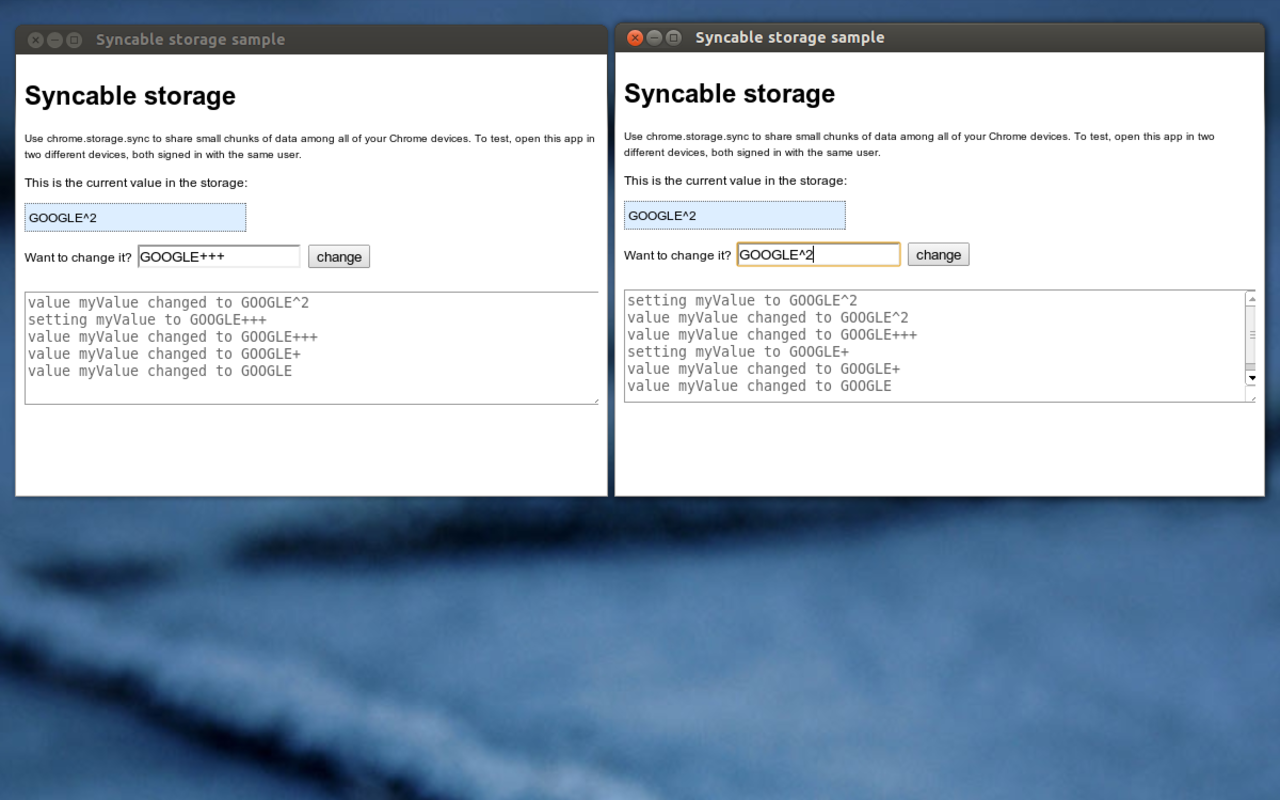 Syncable storage sample
Syncable storage
Use chrome.storage.sync to share small chunks of data among all of your Chrome devices. To test, open this app in
two different devices, both signed in with the same user.
This is the current value in the storage:
GOOGLE^2
Want to change it? GOOGLE+++ change
value myValue changed to GOOGLE^2
setting myValue to GOOGLE+++
value myValue changed to GOOGLE+++
value myValue changed to GOOGLE+
value myValue changed to GOOGLE
Syncable storage sample
Syncable storage
Use chrome.storage.sync to share small chunks of data among all of your Chrome devices. To test, open this app in two
different devices, both signed in with the same user.
This is the current value in the storage:
GOOGLE^2
Want to change it? GOOGLE^2 change
setting myValue to GOOGLE^2
value myValue changed to GOOGLE^2
value myValue changed to GOOGLE+++
setting myValue to GOOGLE+
value myValue changed to GOOGLE+
value myValue changed to GOOGLE